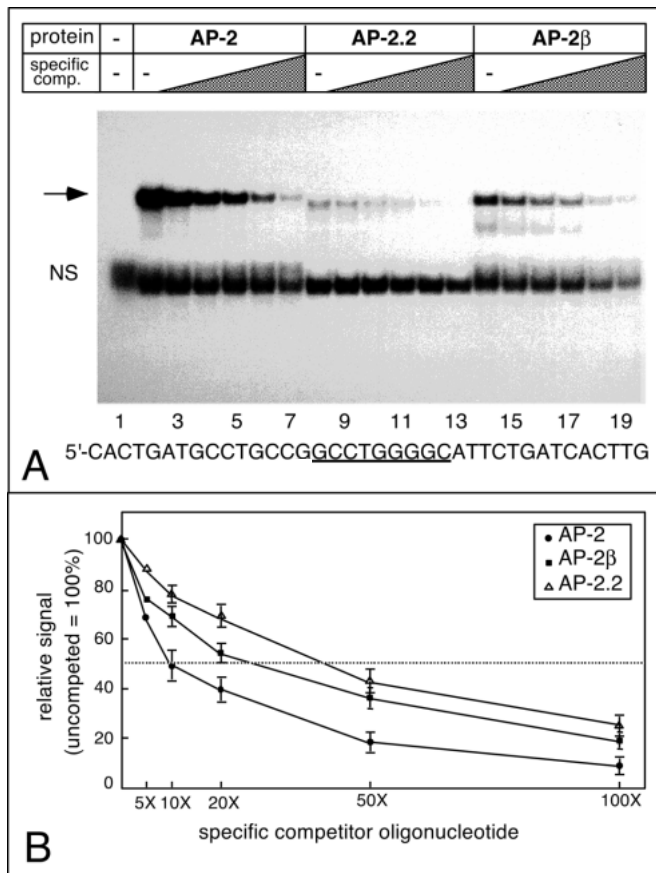 protein - AP-2 AP-2.2 AP-2β
specific comp. - - - -
NS
1 3 5 7 9 11 13 15 17 19
A 5'-CACTGATGCCTGCCGGCCTGGGGCATTCTGATCACTTG
100
80
60
40
20
0
relative signal
(uncompeted = 100%)
AP-2
AP-2β
AP-2.2
5X 10X 20X 50X 100X
specific competitor oligonucleotide
B